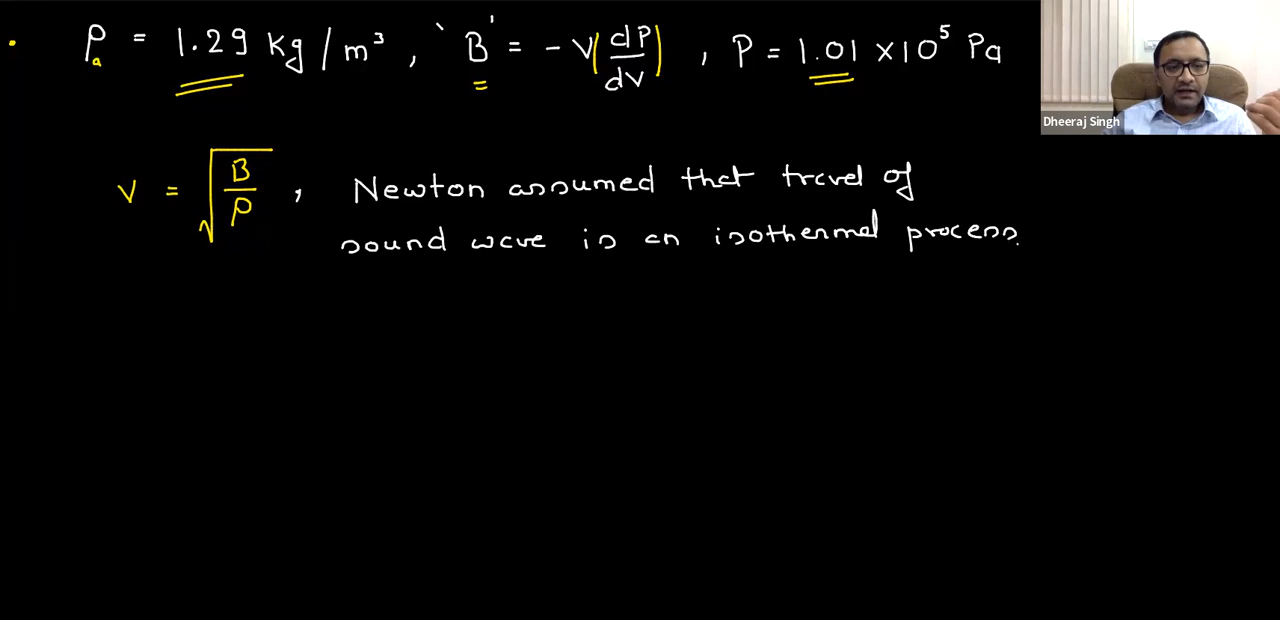 ρₐ = 1.29 kg/m³, 'B' = -V(dP/dV), P = 1.01 × 10⁵ Pa
Dheeraj Singh
v = √(B/ρ), Newton assumed that travel of
sound wave is an isothermal process.